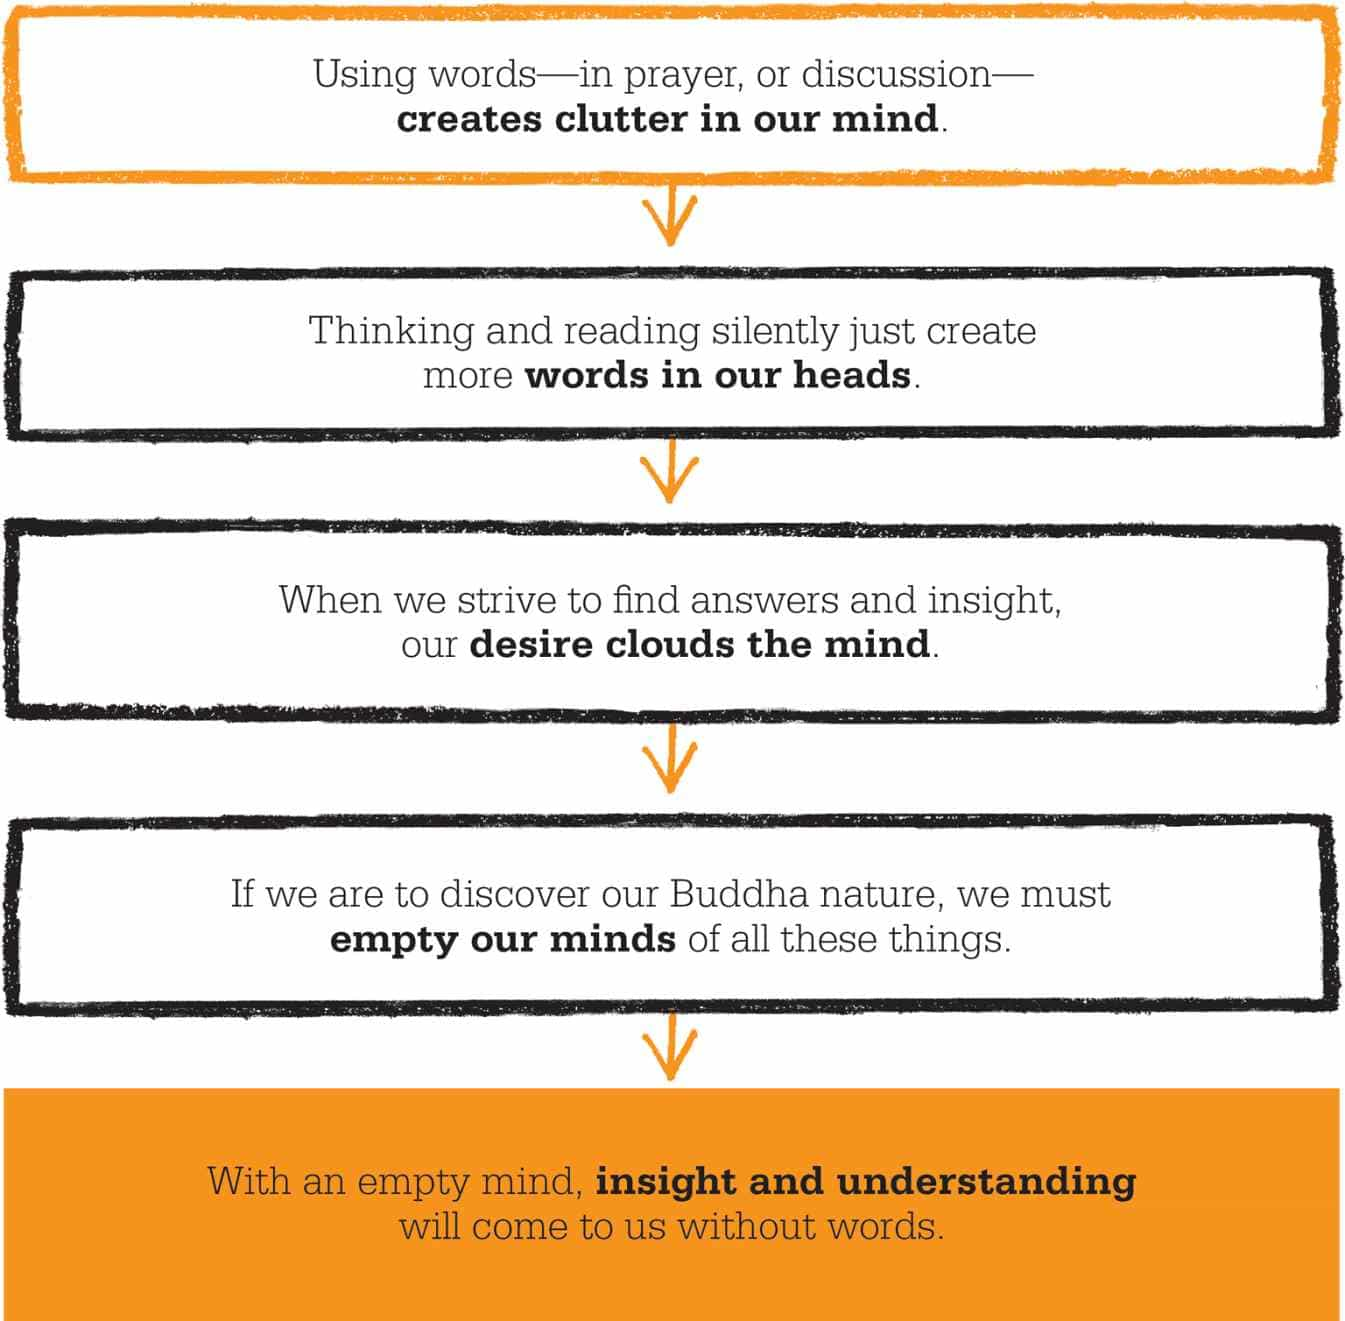 Using words—in prayer, or discussion—
creates clutter in our mind.
Thinking and reading silently just create
more words in our heads.
When we strive to find answers and insight,
our desire clouds the mind.
If we are to discover our Buddha nature, we must
empty our minds of all these things.
With an empty mind, insight and understanding
will come to us without words.